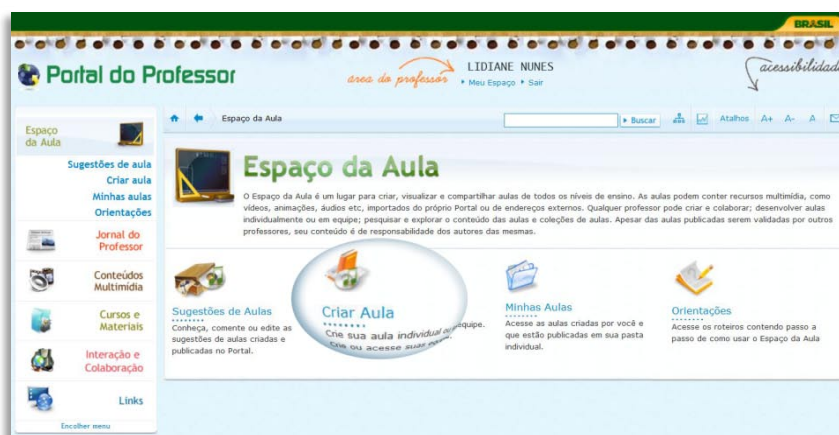 BRASIL
Portal do Professor
area do professor
LIDIANE NUNES
Meu Espaço Sair
acessibilidad
Espaço da Aula
Buscar
Atalhos A+ A- A
Espaço
da Aula
Sugestões de aula
Criar aula
Minhas aulas
Orientações
Jornal do
Professor
Conteúdos
Multimídia
Cursos e
Materiais
Interação e
Colaboração
Links
Encolher menu
Espaço da Aula
O Espaço da Aula é um lugar para criar, visualizar e compartilhar aulas de todos os níveis de ensino. As aulas podem conter recursos multimídia, como
vídeos, animações, áudios etc, importados do próprio Portal ou de endereços externos. Qualquer professor pode criar e colaborar; desenvolver aulas
individualmente ou em equipe; pesquisar e explorar o conteúdo das aulas e coleções de aulas. Apesar das aulas publicadas serem validadas por outros
professores, seu conteúdo é de responsabilidade dos autores das mesmas.
Sugestões de Aulas
Conheça, comente ou edite as
sugestões de aulas criadas e
publicadas no Portal.
Criar Aula
Crie sua aula individual ou equipe.
Crie ou acesse suas
Minhas Aulas
Acesse as aulas criadas por você e
que estão publicadas em sua pasta
individual.
Orientações
Acesse os roteiros contendo passo a
passo de como usar o Espaço da Aula